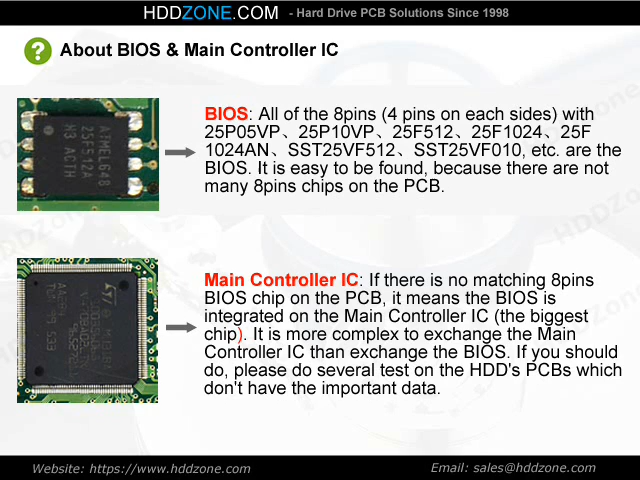 HDDZONE.COM - Hard Drive PCB Solutions Since 1998
? About BIOS & Main Controller IC
ATMEL648
25F512A
N3 ACTH
BIOS: All of the 8pins (4 pins on each sides) with
25P05VP、25P10VP、25F512、25F1024、25F
1024AN、SST25VF512、SST25VF010, etc. are the
BIOS. It is easy to be found, because there are not
many 8pins chips on the PCB.
Main Controller IC: If there is no matching 8pins
BIOS chip on the PCB, it means the BIOS is
integrated on the Main Controller IC (the biggest
chip). It is more complex to exchange the Main
Controller IC than exchange the BIOS. If you should
do, please do several test on the HDD's PCBs which
don't have the important data.
HDDZone
Website: https://www.hddzone.com Email: sales@hddzone.com